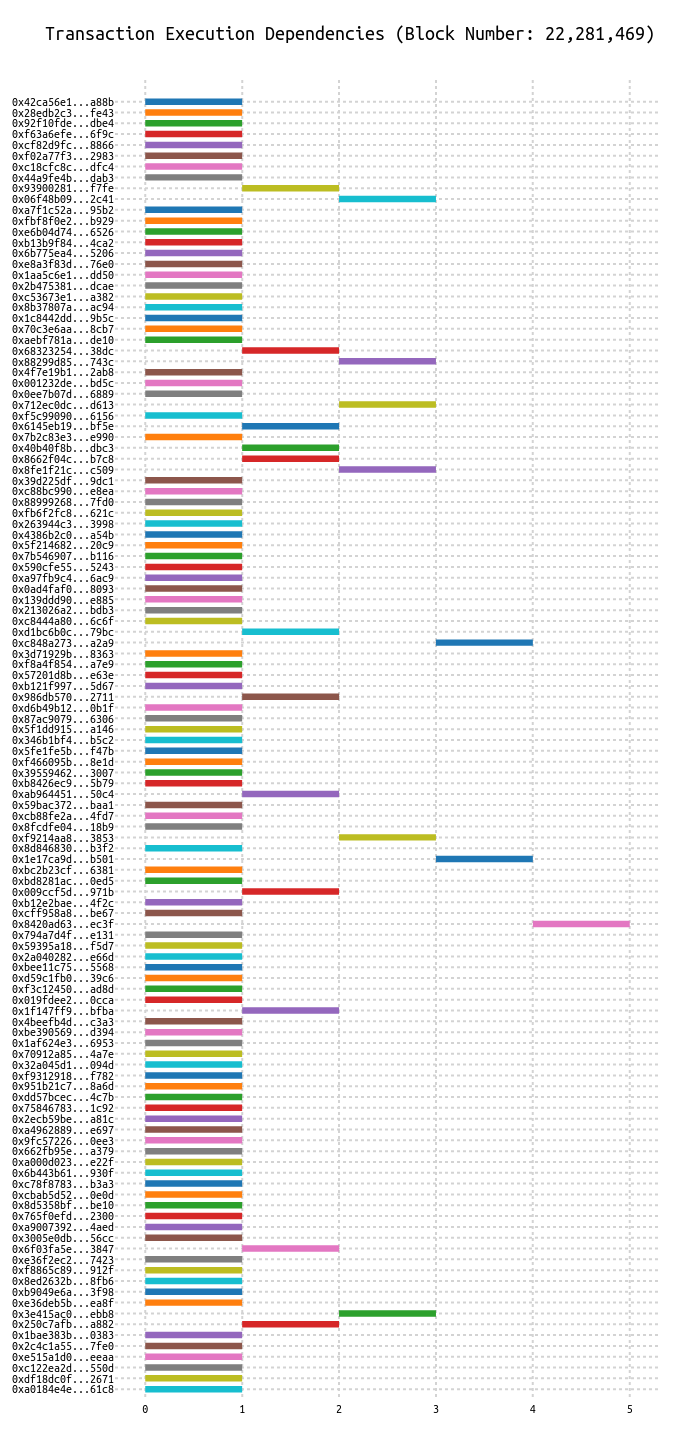 Transaction Execution Dependencies (Block Number: 22,281,469)
0x42ca56e1...a88b
0x28edb2c3...fe43
0x92f10fde...dbe4
0xf63a6efe...6f9c
0xcf82d9fc...8866
0xf02a77f3...2983
0xc18cfc8c...dfc4
0x44a9fe4b...dab3
0x93900281...f7fe
0x06f48b09...2c41
0xa7f1c52a...95b2
0xfbf8f0e2...b929
0xe6b04d74...6526
0xb13b9f84...4ca2
0x6b775ea4...5206
0xe8a3f83d...76e0
0x1aa5c6e1...dd50
0x2b475381...dcae
0xc53673e1...a382
0x8b37807a...ac94
0x1c8442dd...9b5c
0x70c3e6aa...8cb7
0xaebf781a...de10
0x68323254...38dc
0x88299d85...743c
0x4f7e19b1...2ab8
0x001232de...bd5c
0x0ee7b07d...6889
0x712ec0dc...d613
0xf5c99090...6156
0x6145eb19...bf5e
0x7b2c83e3...e990
0x40b40f8b...dbc3
0x8662f04c...b7c8
0x8fe1f21c...c509
0x39d225df...9dc1
0xc88bc990...e8ea
0x88999268...7fd0
0xfb6f2fc8...621c
0x263944c3...3998
0x4386b2c0...a54b
0x5f214682...20c9
0x7b546907...b116
0x590cfe55...5243
0xa97fb9c4...6ac9
0x0ad4faf0...8093
0x139ddd90...e885
0x213026a2...bdb3
0xc8444a80...6c6f
0xd1bc6b0c...79bc
0xc848a273...a2a9
0x3d71929b...8363
0xf8a4f854...a7e9
0x57201d8b...e63e
0xb121f997...5d67
0x986db570...2711
0xd6b49b12...0b1f
0x87ac9079...6306
0x5f1dd915...a146
0x346b1bf4...b5c2
0x5fe1fe5b...f47b
0xf466095b...8e1d
0x39559462...3007
0xb8426ec9...5b79
0xab964451...50c4
0x59bac372...baa1
0xcb88fe2a...4fd7
0x8fcdfe04...18b9
0xf9214aa8...3853
0x8d846830...b3f2
0x1e17ca9d...b501
0xbc2b23cf...6381
0xbd8281ac...0ed5
0x009ccf5d...971b
0xb12e2bae...4f2c
0xcff958a8...be67
0x8420ad63...ec3f
0x794a7d4f...e131
0x59395a18...f5d7
0x2a040282...e66d
0xbee11c75...5568
0xd59c1fb0...39c6
0xf3c12450...ad8d
0x019fdee2...0cca
0x1f147ff9...bfba
0x4beefb4d...c3a3
0xbe390569...d394
0x1af624e3...6953
0x70912a85...4a7e
0x32a045d1...094d
0xf9312918...f782
0x951b21c7...8a6d
0xdd57bcec...4c7b
0x75846783...1c92
0x2ecb59be...a81c
0xa4962889...e697
0x9fc57226...0ee3
0x662fb95e...a379
0xa000d023...e22f
0x6b443b61...930f
0xc78f8783...b3a3
0xcbab5d52...0e0d
0x8d5358bf...be10
0x765f0efd...2300
0xa9007392...4aed
0x3005e0db...56cc
0x6f03fa5e...3847
0xe36f2ec2...7423
0xf8865c89...912f
0x8ed2632b...8fb6
0xb9049e6a...3f98
0xe36deb5b...ea8f
0x3e415ac0...ebb8
0x250c7afb...a882
0x1bae383b...0383
0x2c4c1a55...7fe0
0xe515a1d0...eeaa
0xc122ea2d...550d
0xdf18dc0f...2671
0xa0184e4e...61c8
0 1 2 3 4 5